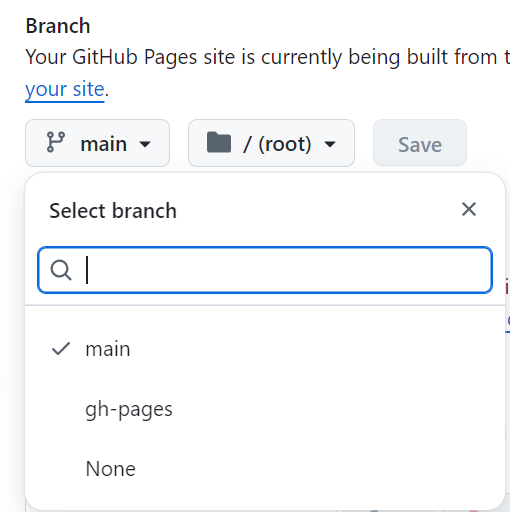 Branch
Your GitHub Pages site is currently being built from
your site.
main / (root) Save
Select branch
main
gh-pages
None